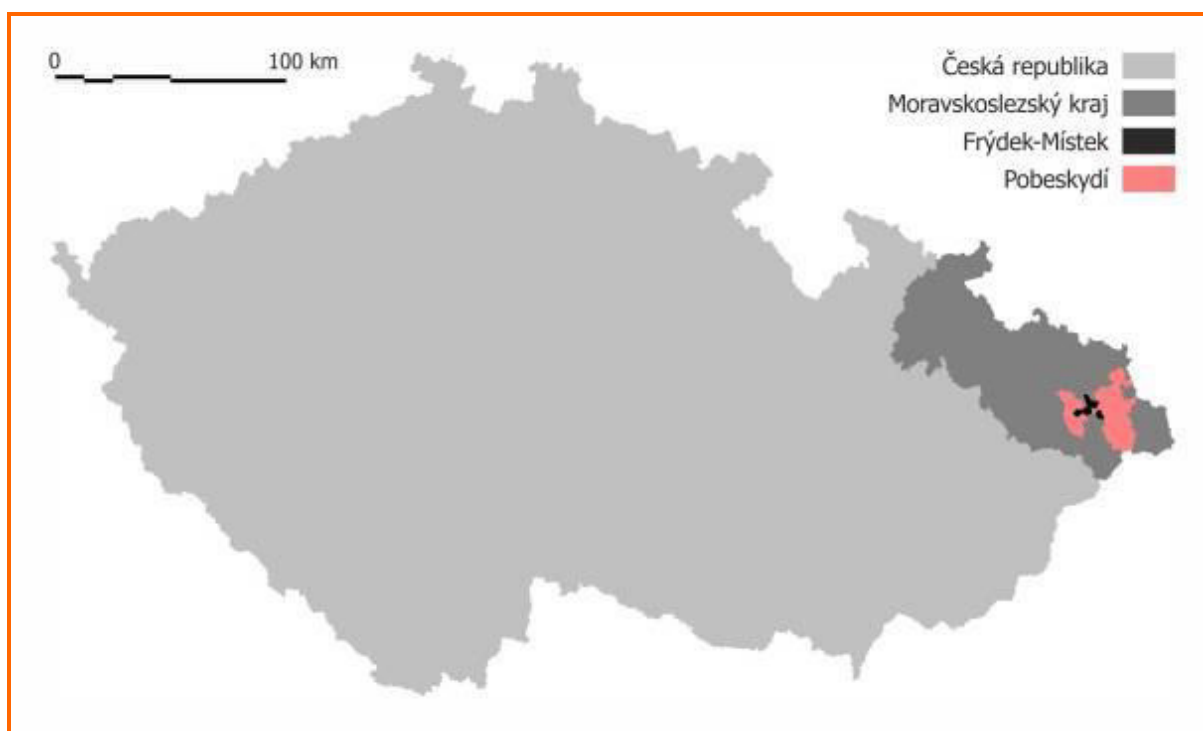 0 100 km
Česká republika
Moravskoslezský kraj
Frýdek-Místek
Pobeskydí